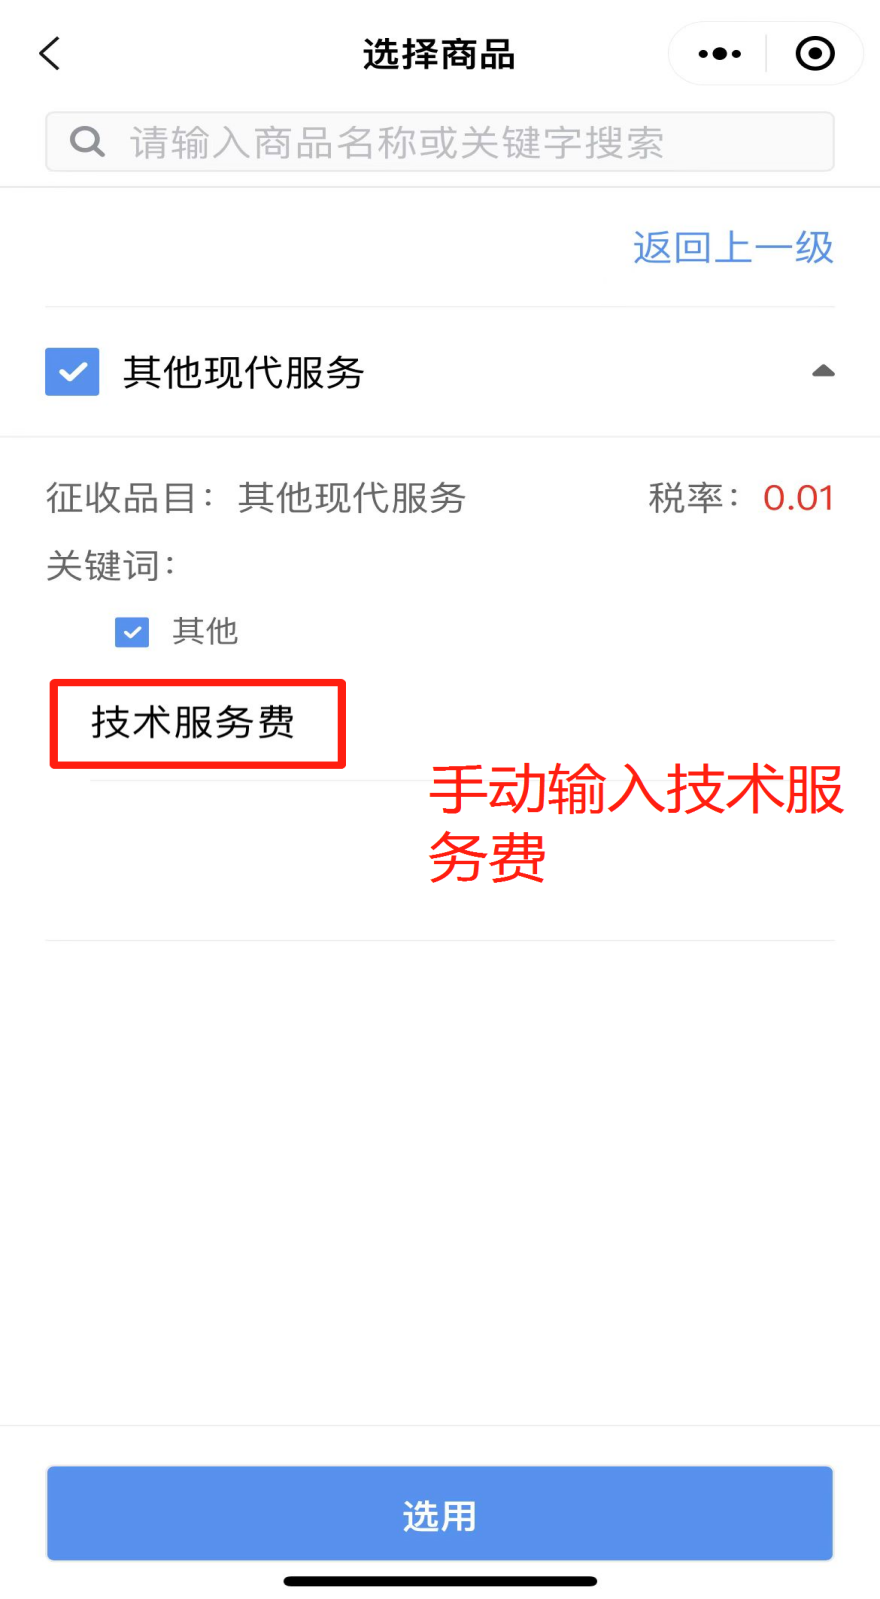 选择商品
请输入商品名称或关键字搜索
返回上一级
其他现代服务
征收品目：其他现代服务 税率：0.01
关键词：
其他
技术服务费
手动输入技术服
务费
选用